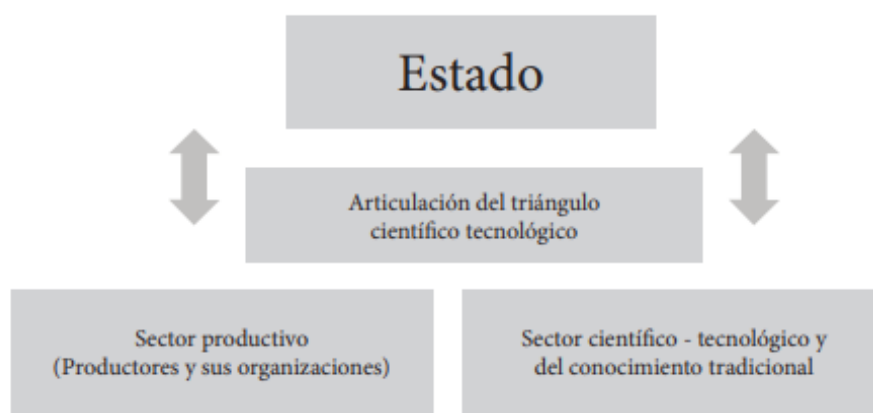 Estado
Articulación del triángulo
científico tecnológico
Sector productivo
(Productores y sus organizaciones)
Sector científico - tecnológico y
del conocimiento tradicional